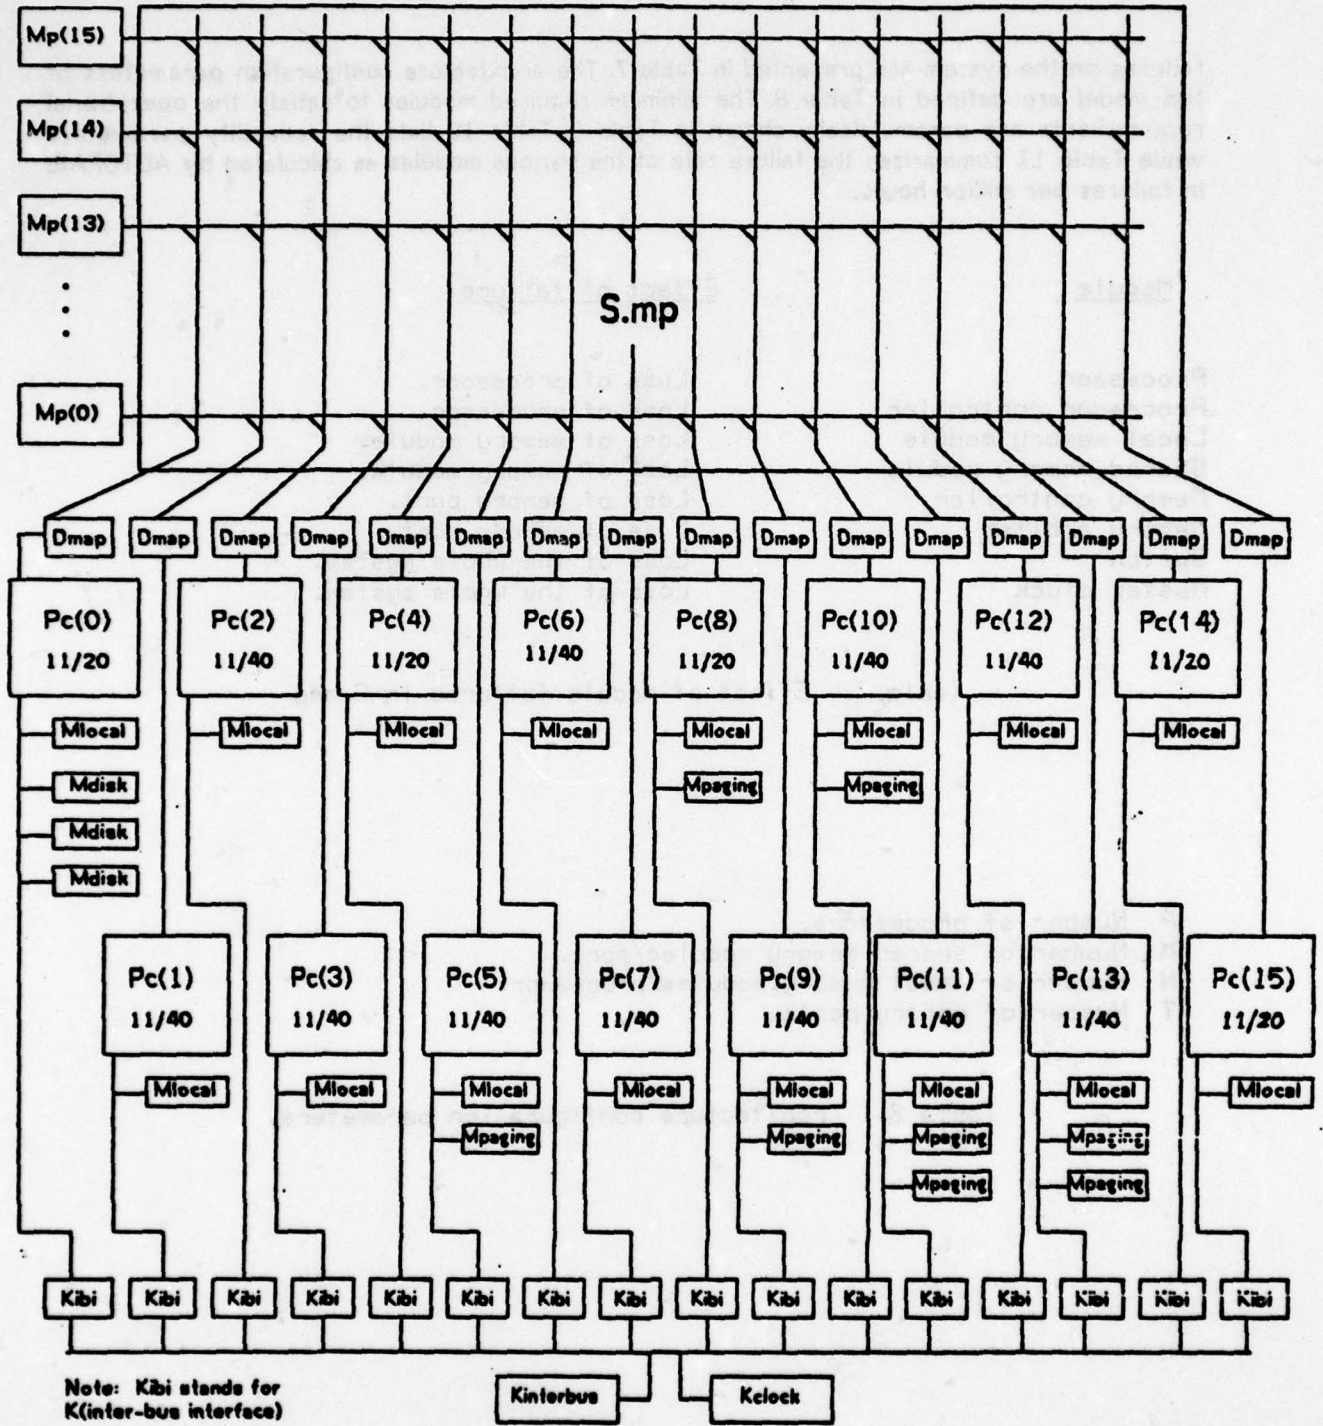 Mp(15)
Mp(14)
Mp(13)
S.mp
Mp(0)
Dmap Dmap Dmap Dmap Dmap Dmap Dmap Dmap Dmap Dmap Dmap Dmap Dmap Dmap Dmap Dmap
Pc(0) Pc(2) Pc(4) Pc(6) Pc(8) Pc(10) Pc(12) Pc(14)
11/20 11/40 11/20 11/40 11/20 11/40 11/40 11/20
Mlocal Mlocal Mlocal Mlocal Mlocal Mlocal Mlocal Mlocal
Mdisk Mpaging Mpaging
Mdisk
Mdisk
Pc(1) Pc(3) Pc(5) Pc(7) Pc(9) Pc(11) Pc(13) Pc(15)
11/40 11/40 11/40 11/40 11/40 11/40 11/40 11/20
Mlocal Mlocal Mlocal Mlocal Mlocal Mlocal Mlocal Mlocal
Mpaging Mpaging Mpaging Mpaging
Mpaging Mpaging
Kibi Kibi Kibi Kibi Kibi Kibi Kibi Kibi Kibi Kibi Kibi Kibi Kibi Kibi Kibi Kibi
Note: Kibi stands for
K(inter-bus interface)
Kinterbus Kclock